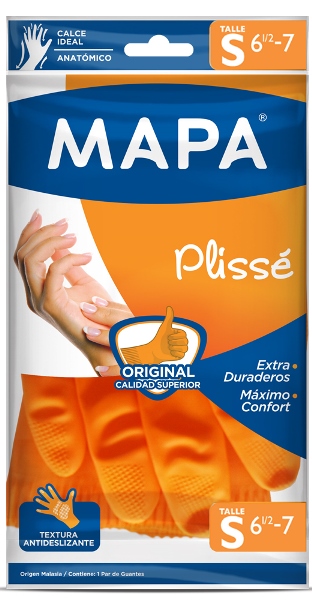 CALCE
IDEAL
ANATÓMICO
TALLE
S 6 1/2-7
MAPA®
Plissé
ORIGINAL
CALIDAD SUPERIOR
Extra
Duraderos
Máximo
Confort
TEXTURA
ANTIDESLIZANTE
TALLE
S 6 1/2-7
Origen Malasia / Contiene: 1 Par de Guantes